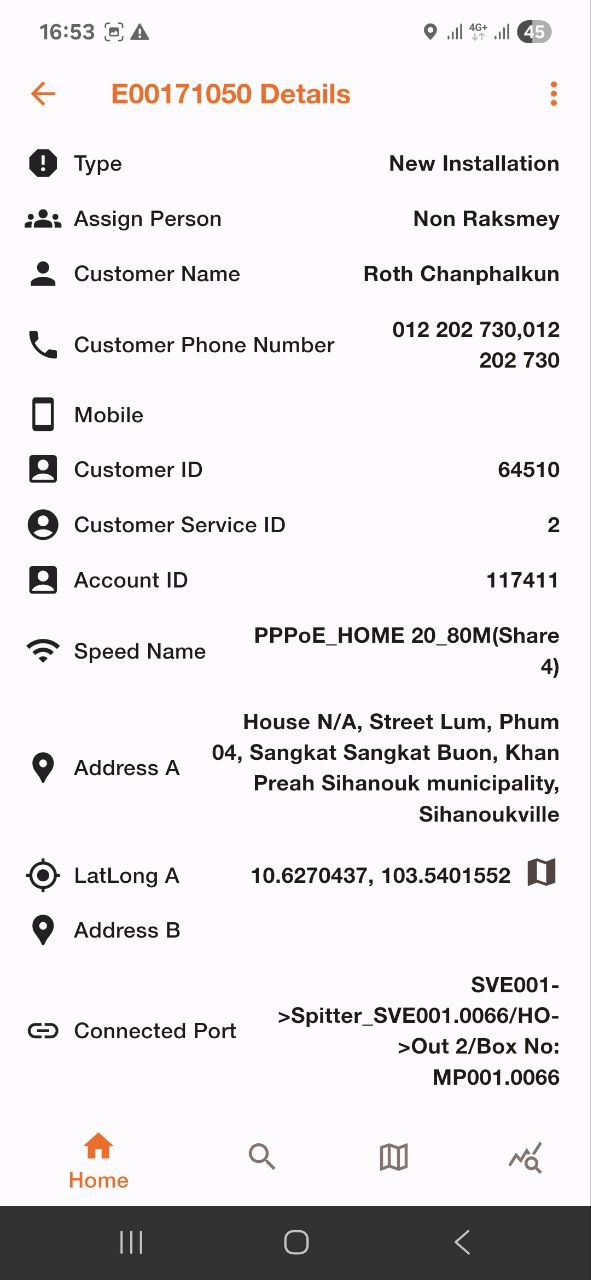 16:53
4G+
45
E00171050 Details
Type New Installation
Assign Person Non Raksmey
Customer Name Roth Chanphalkun
Customer Phone Number 012 202 730,012
202 730
Mobile
Customer ID 64510
Customer Service ID 2
Account ID 117411
Speed Name PPPoE_HOME 20_80M(Share
4)
Address A House N/A, Street Lum, Phum
04, Sangkat Sangkat Buon, Khan
Preah Sihanouk municipality,
Sihanoukville
LatLong A 10.6270437, 103.5401552
Address B
Connected Port SVE001-
>Spitter_SVE001.0066/HO-
>Out 2/Box No:
MP001.0066
Home